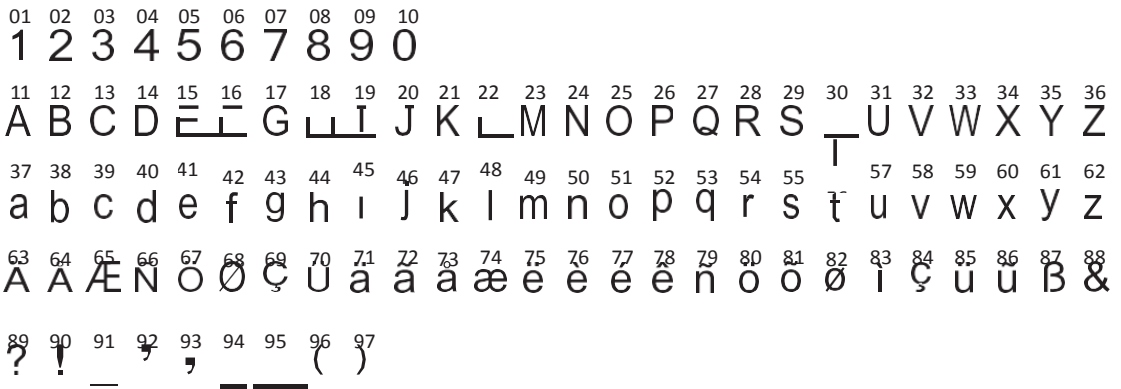 01 02 03 04 05 06 07 08 09 10
1 2 3 4 5 6 7 8 9 0
11 12 13 14 15 16 17 18 19 20 21 22 23 24 25 26 27 28 29 30 31 32 33 34 35 36
A B C D E F G I J K M N O P Q R S U V W X Y Z
37 38 39 40 41 42 43 44 45 46 47 48 49 50 51 52 53 54 55 57 58 59 60 61 62
a b c d e f g h ı j k l m n o p q r s t u v w x y z
63 64 65 66 67 68 69 70 71 72 73 74 75 76 77 78 79 80 81 82 83 84 85 86 87 88
Ä Å Æ Ñ Ö Ø Ç Ü ä ã å æ ë è é ê ñ ö õ ø ì ç ü û ß &
89 90 91 92 93 94 95 96 97
? ! _ ’ , - — ( )